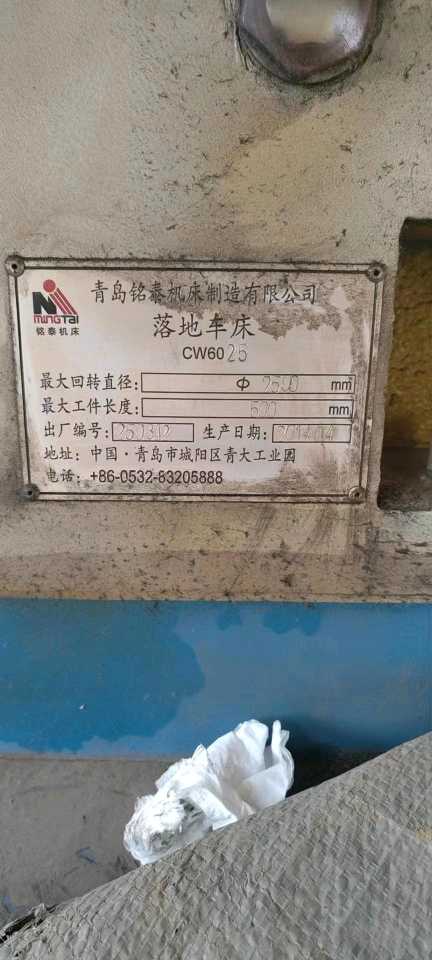 MINGTAI
铭泰机床
青岛铭泰机床制造有限公司
落地车床
CW6025
最大回转直径： Φ 2500 mm
最大工件长度： mm
出厂编号： 生产日期：
地址：中国·青岛市城阳区青大工业园
电话：+86-0532-83205888